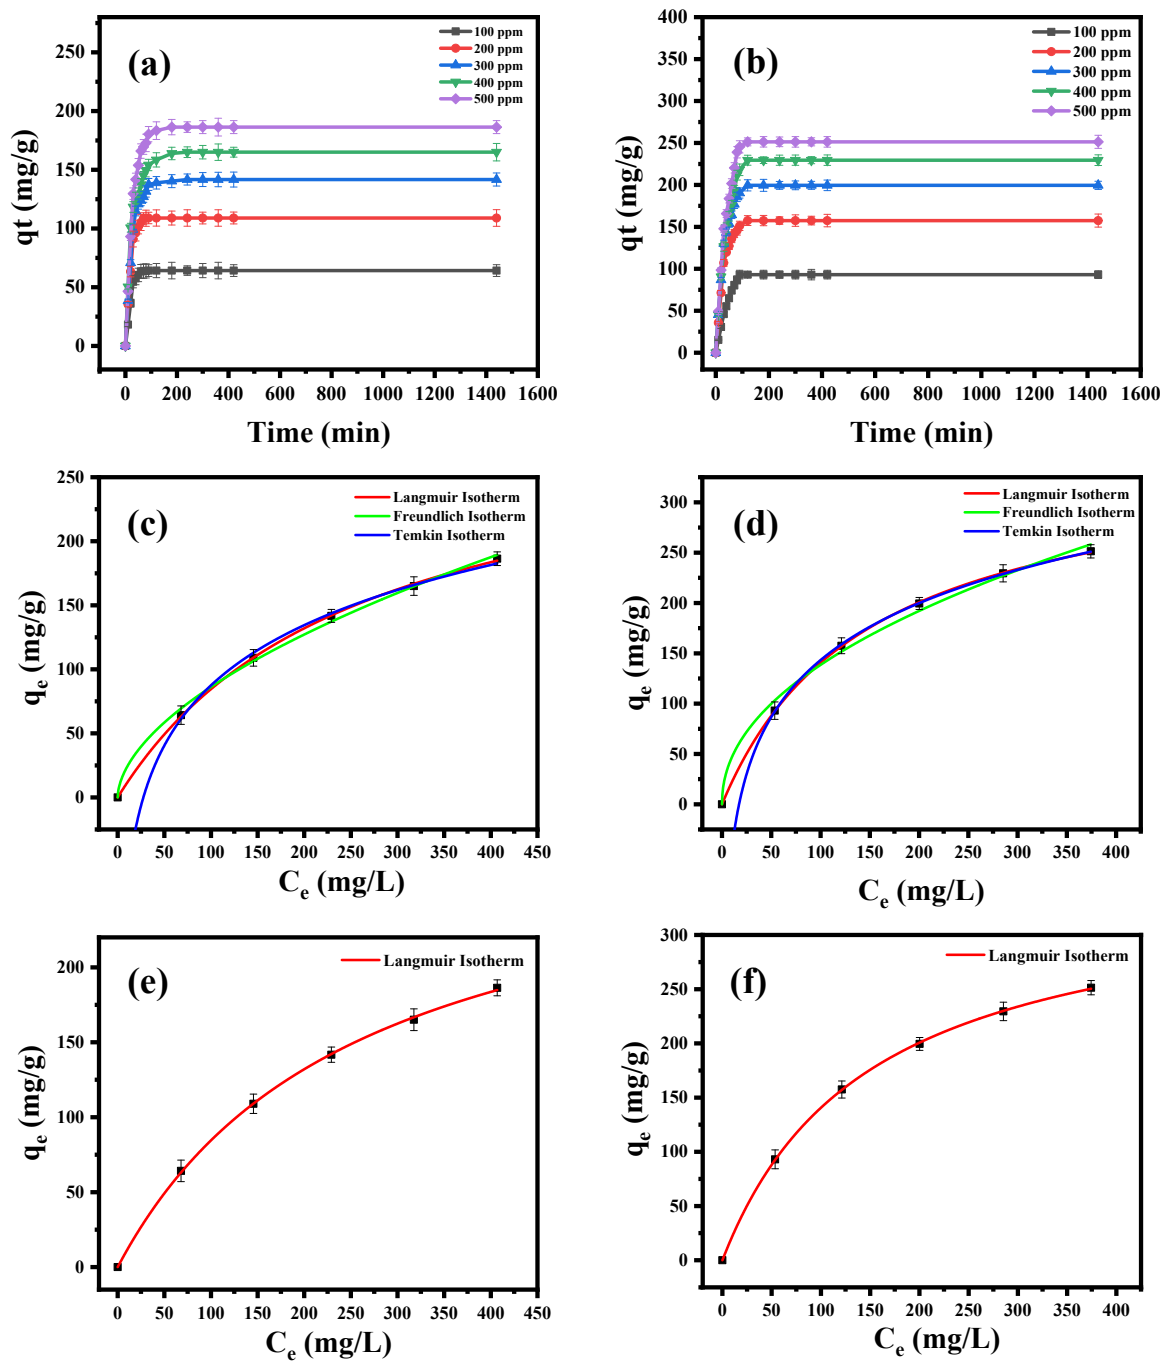 (a)
100 ppm
200 ppm
300 ppm
400 ppm
500 ppm
qt (mg/g)
250
200
150
100
50
0
0 200 400 600 800 1000 1200 1400 1600
Time (min)
(b)
100 ppm
200 ppm
300 ppm
400 ppm
500 ppm
qt (mg/g)
400
350
300
250
200
150
100
50
0
0 200 400 600 800 1000 1200 1400 1600
Time (min)
(c)
Langmuir Isotherm
Freundlich Isotherm
Temkin Isotherm
qe (mg/g)
250
200
150
100
50
0
0 50 100 150 200 250 300 350 400 450
Ce (mg/L)
(d)
Langmuir Isotherm
Freundlich Isotherm
Temkin Isotherm
qe (mg/g)
300
250
200
150
100
50
0
0 50 100 150 200 250 300 350 400
Ce (mg/L)
(e)
Langmuir Isotherm
qe (mg/g)
200
150
100
50
0
0 50 100 150 200 250 300 350 400 450
Ce (mg/L)
(f)
Langmuir Isotherm
qe (mg/g)
300
250
200
150
100
50
0
0 50 100 150 200 250 300 350 400
Ce (mg/L)